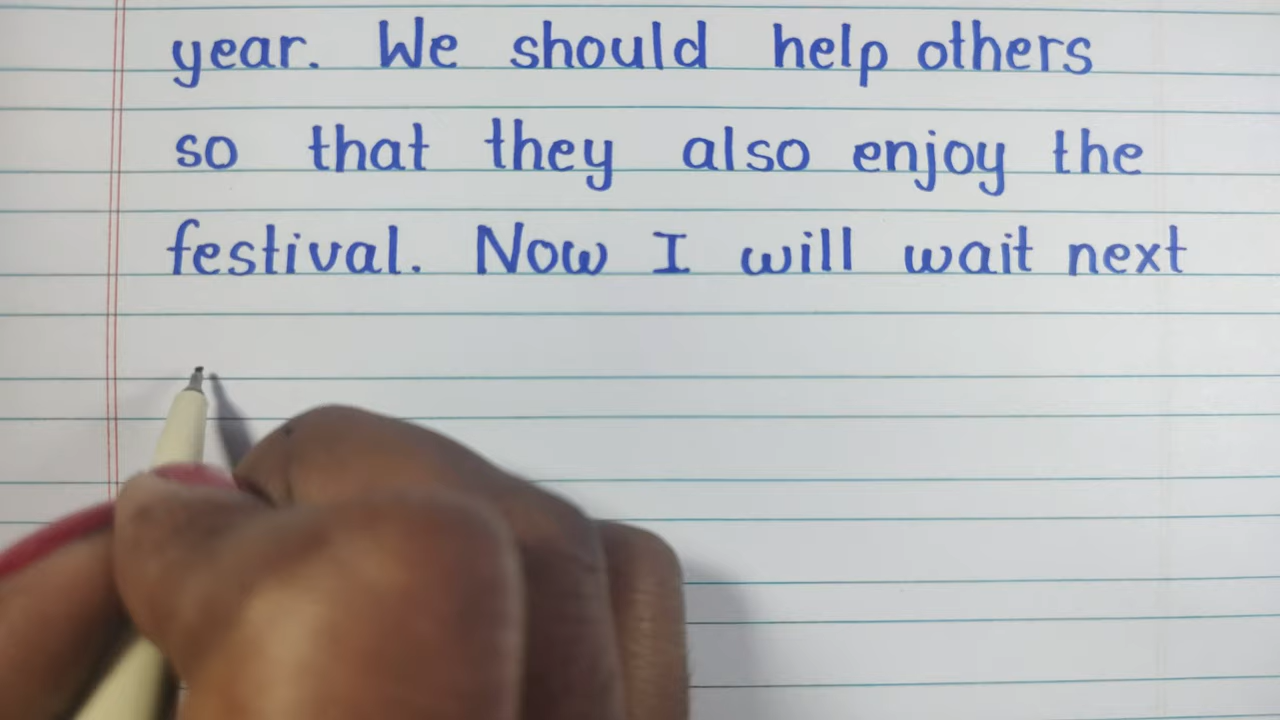 year. We should help others
so that they also enjoy the
festival. Now I will wait next